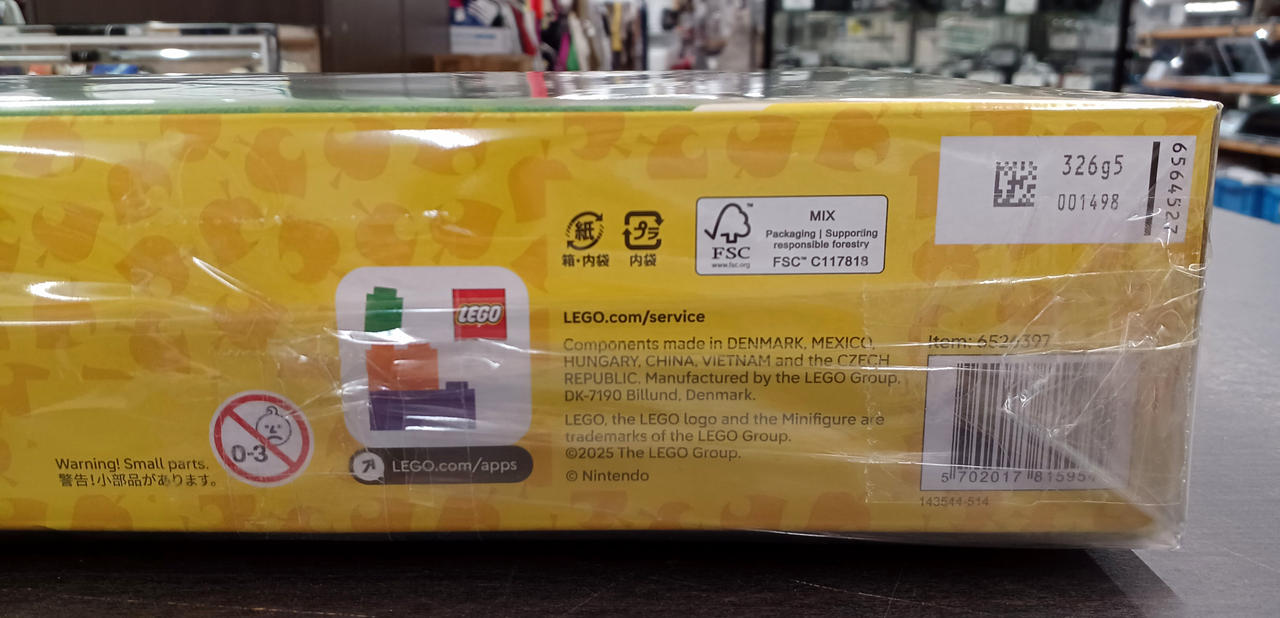 326g5
001498
6564527
紙
箱・内袋
プラ
内袋
FSC™
www.fsc.org
MIX
Packaging | Supporting
responsible forestry
FSC™ C117818
LEGO
LEGO.com/service
Components made in DENMARK, MEXICO,
HUNGARY, CHINA, VIETNAM and the CZECH
REPUBLIC. Manufactured by the LEGO Group,
DK-7190 Billund, Denmark.
LEGO, the LEGO logo and the Minifigure are
trademarks of the LEGO Group.
©2025 The LEGO Group.
© Nintendo
LEGO.com/apps
0-3
Warning! Small parts.
警告！小部品があります。
Item:
5 702017
143544-514